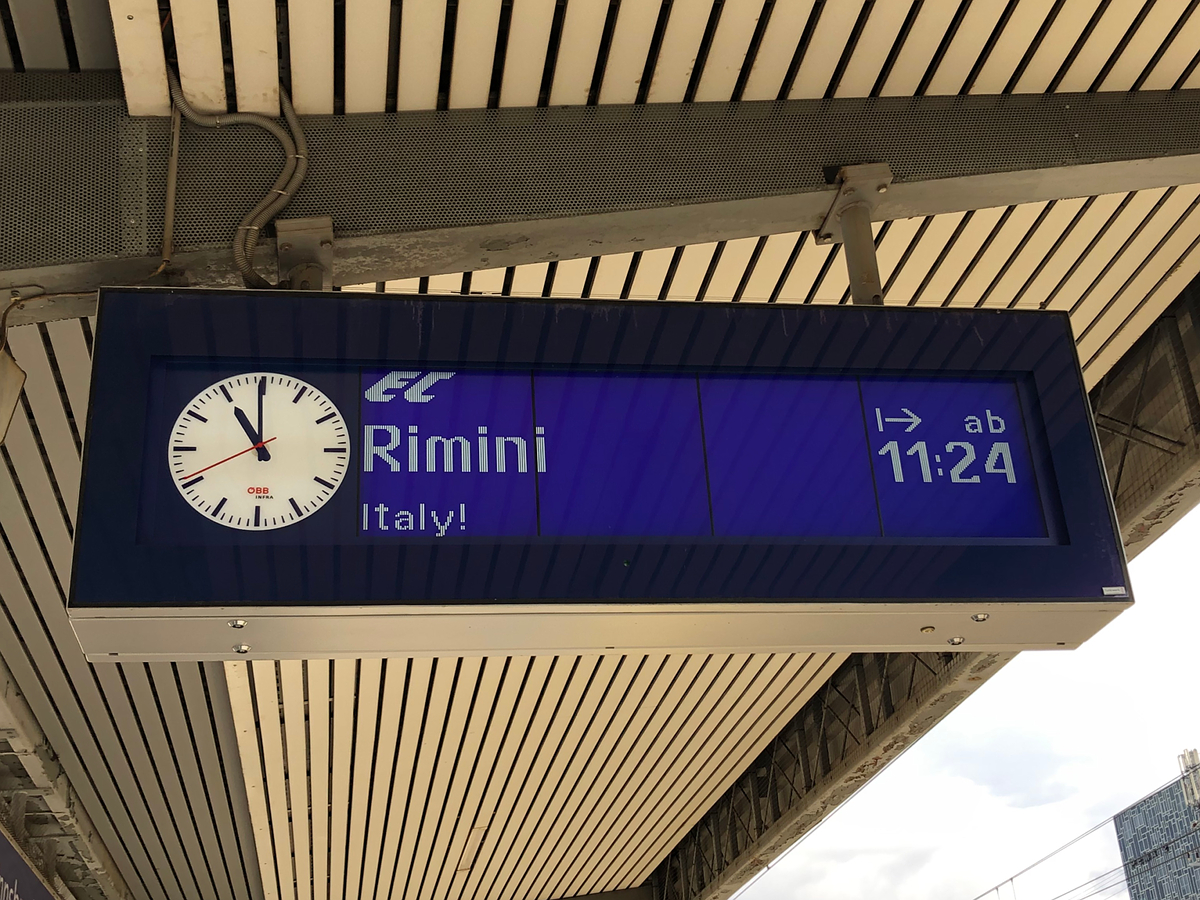 EC
Rimini
Italy!
ab
11:24
ÖBB
INFRA